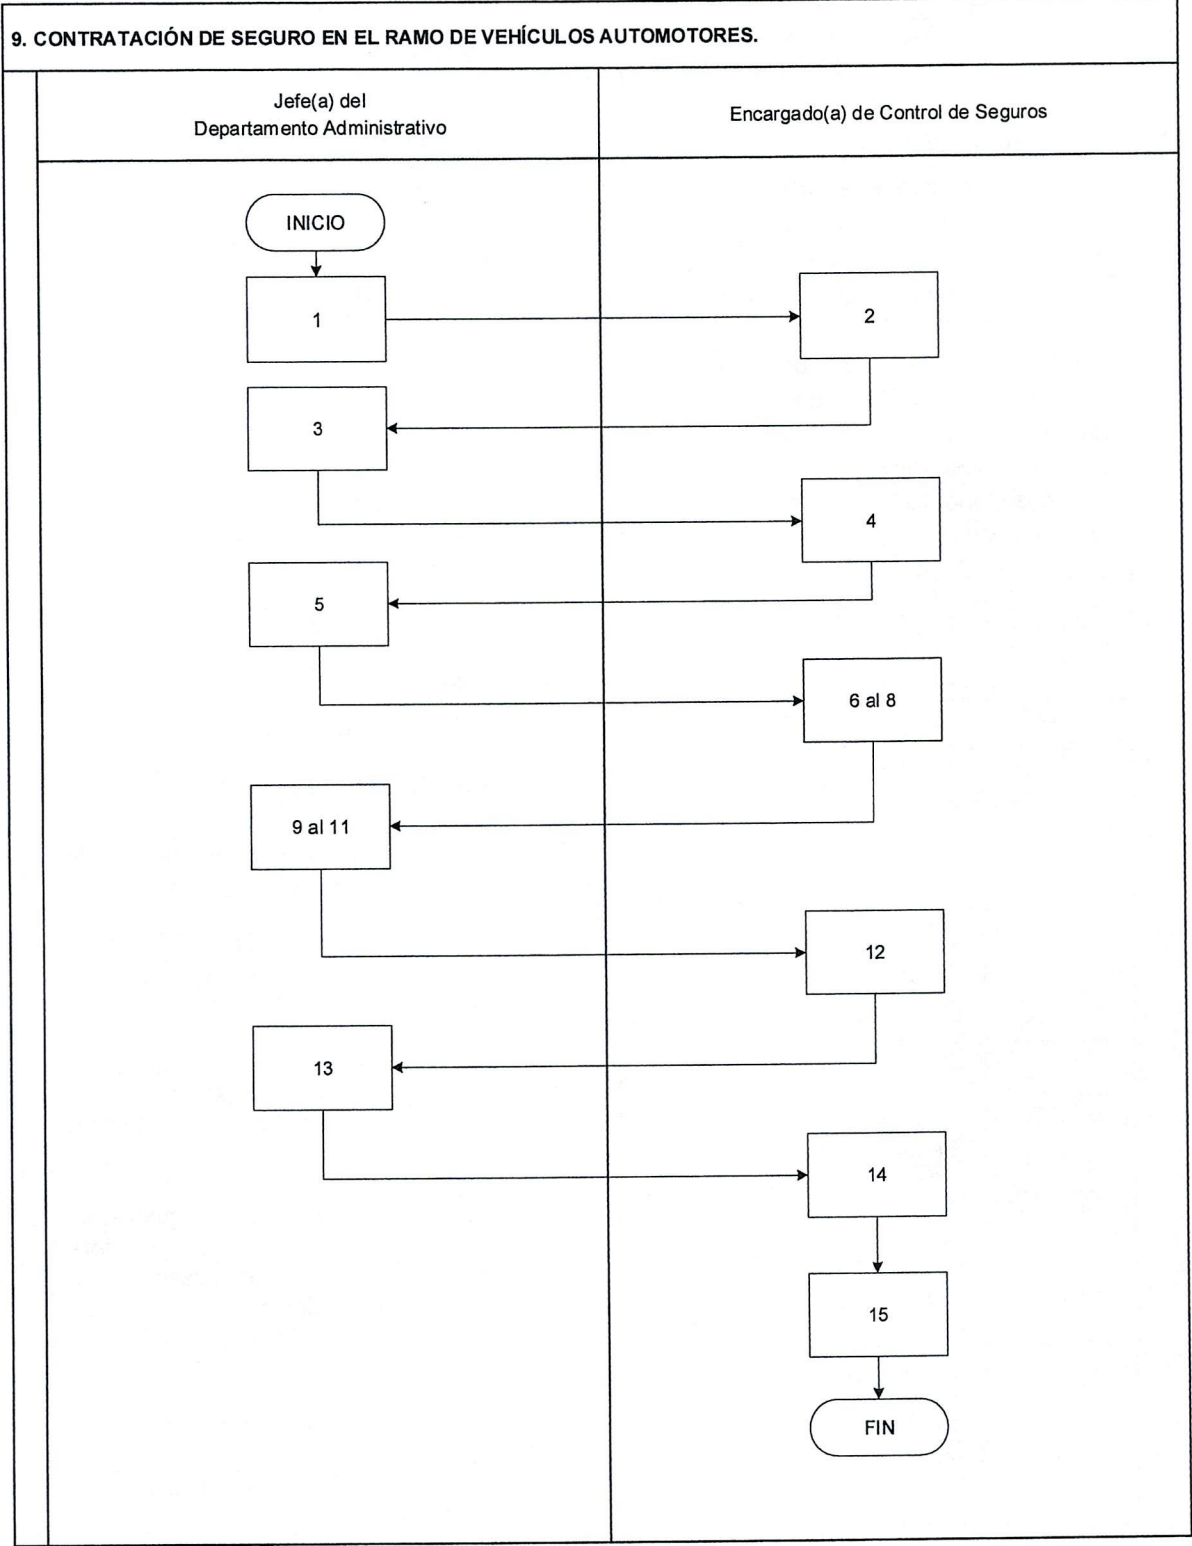 9. CONTRATACIÓN DE SEGURO EN EL RAMO DE VEHÍCULOS AUTOMOTORES.
Jefe(a) del
Departamento Administrativo
Encargado(a) de Control de Seguros
INICIO
1
2
3
4
5
6 al 8
9 al 11
12
13
14
15
FIN